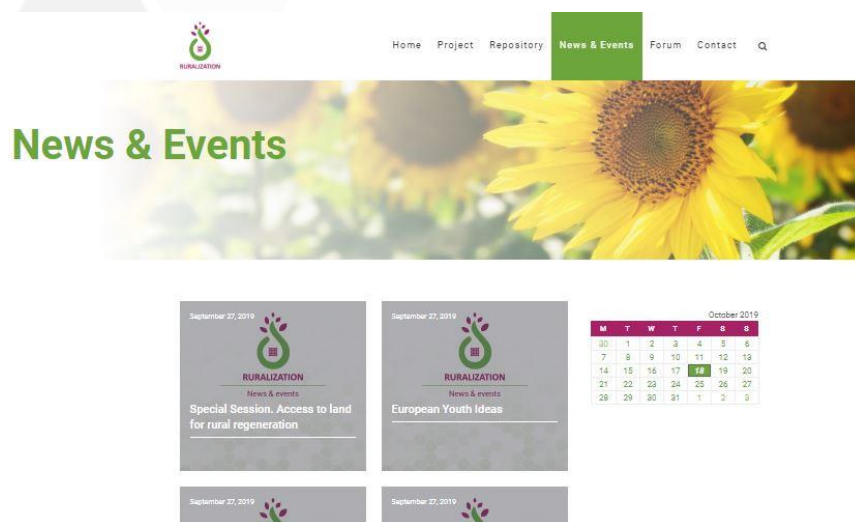 RURALIZATION
Home Project Repository News & Events Forum Contact
News & Events
September 27, 2019
RURALIZATION
News & events
Special Session. Access to land
for rural regeneration
September 27, 2019
RURALIZATION
News & events
European Youth Ideas
October 2019
M T W T F S S
30 1 2 3 4 5 6
7 8 9 10 11 12 13
14 15 16 17 18 19 20
21 22 23 24 25 26 27
28 29 30 31 1 2 3
September 27, 2019
September 27, 2019